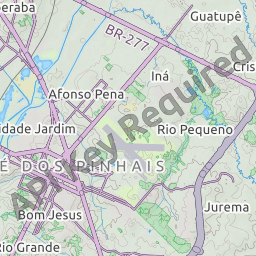 eraba
Guatupê
BR-277
Cris
Iná
Afonso Pena
API Key Required
idade Jardim
Rio Pequeno
É DOS PINHAIS
Bom Jesus
Jurema
Rio Grande